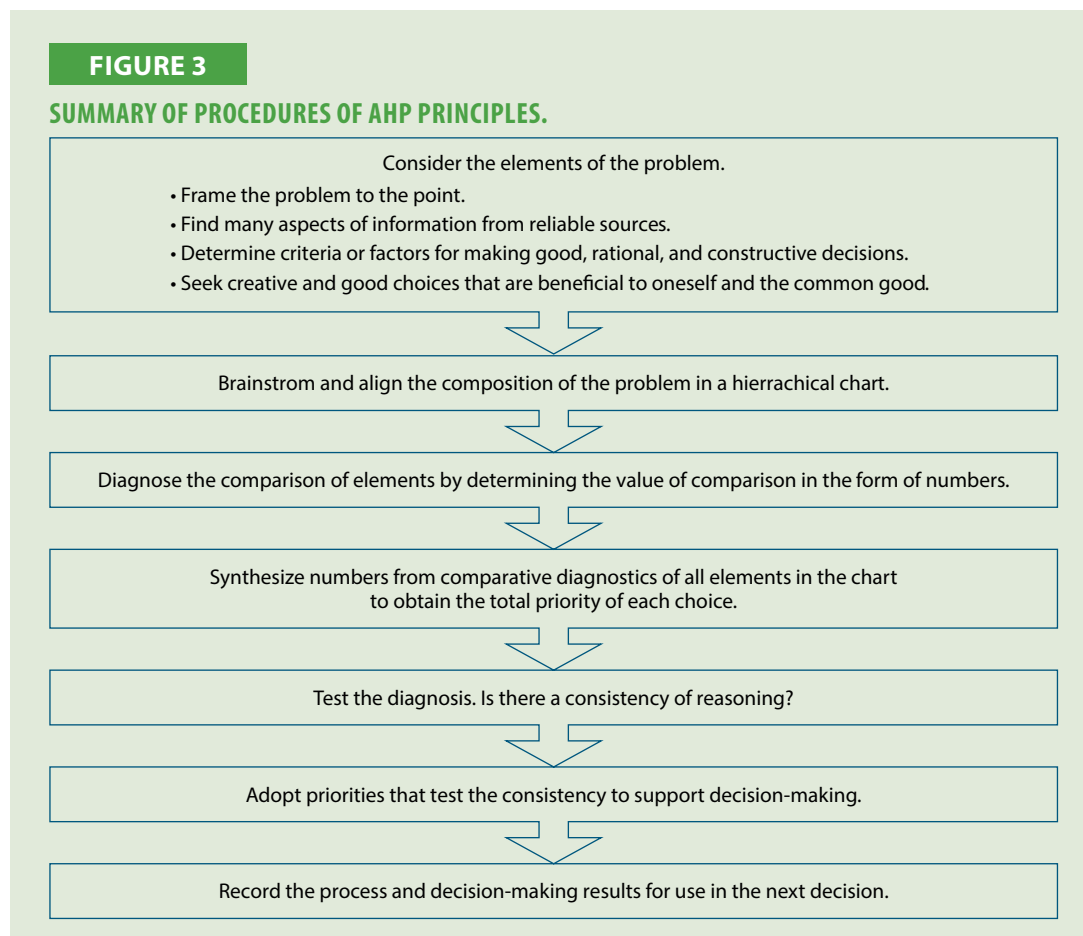 FIGURE 3
SUMMARY OF PROCEDURES OF AHP PRINCIPLES.
Consider the elements of the problem.
• Frame the problem to the point.
• Find many aspects of information from reliable sources.
• Determine criteria or factors for making good, rational, and constructive decisions.
• Seek creative and good choices that are beneficial to oneself and the common good.
Brainstrom and align the composition of the problem in a hierrachical chart.
Diagnose the comparison of elements by determining the value of comparison in the form of numbers.
Synthesize numbers from comparative diagnostics of all elements in the chart
to obtain the total priority of each choice.
Test the diagnosis. Is there a consistency of reasoning?
Adopt priorities that test the consistency to support decision-making.
Record the process and decision-making results for use in the next decision.